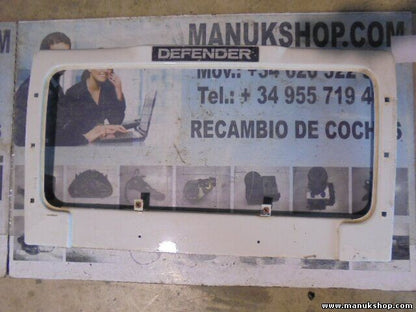 MANUKSHOP.COM
DEFENDER
Tel.: + 34 955 719 4
RECAMBIO DE COCHES
www.manukshop.com